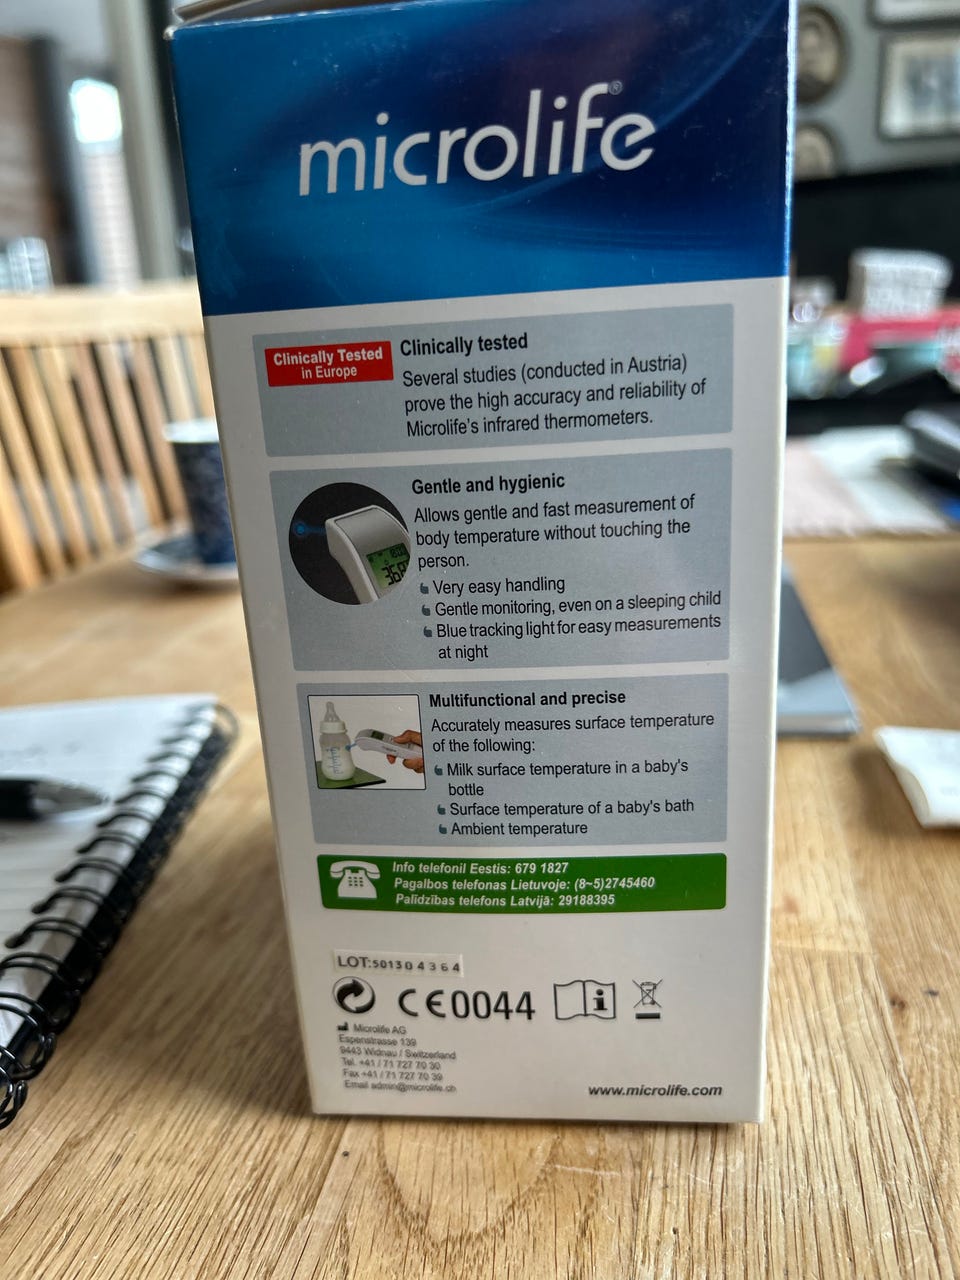 microlife®
Clinically Tested
in Europe
Clinically tested
Several studies (conducted in Austria)
prove the high accuracy and reliability of
Microlife's infrared thermometers.
Gentle and hygienic
Allows gentle and fast measurement of
body temperature without touching the
person.
Very easy handling
Gentle monitoring, even on a sleeping child
Blue tracking light for easy measurements
at night
Multifunctional and precise
Accurately measures surface temperature
of the following:
Milk surface temperature in a baby's
bottle
Surface temperature of a baby's bath
Ambient temperature
Info telefonil Eestis: 679 1827
Pagalbos telefonas Lietuvoje: (8~5)2745460
Palīdzības telefons Latvijā: 29188395
LOT:501304364
CE0044
Microlife AG
Espenstrasse 139
9443 Widnau / Switzerland
Tel. +41 / 71 727 70 30
Fax +41 / 71 727 70 39
Email admin@microlife.ch
www.microlife.com